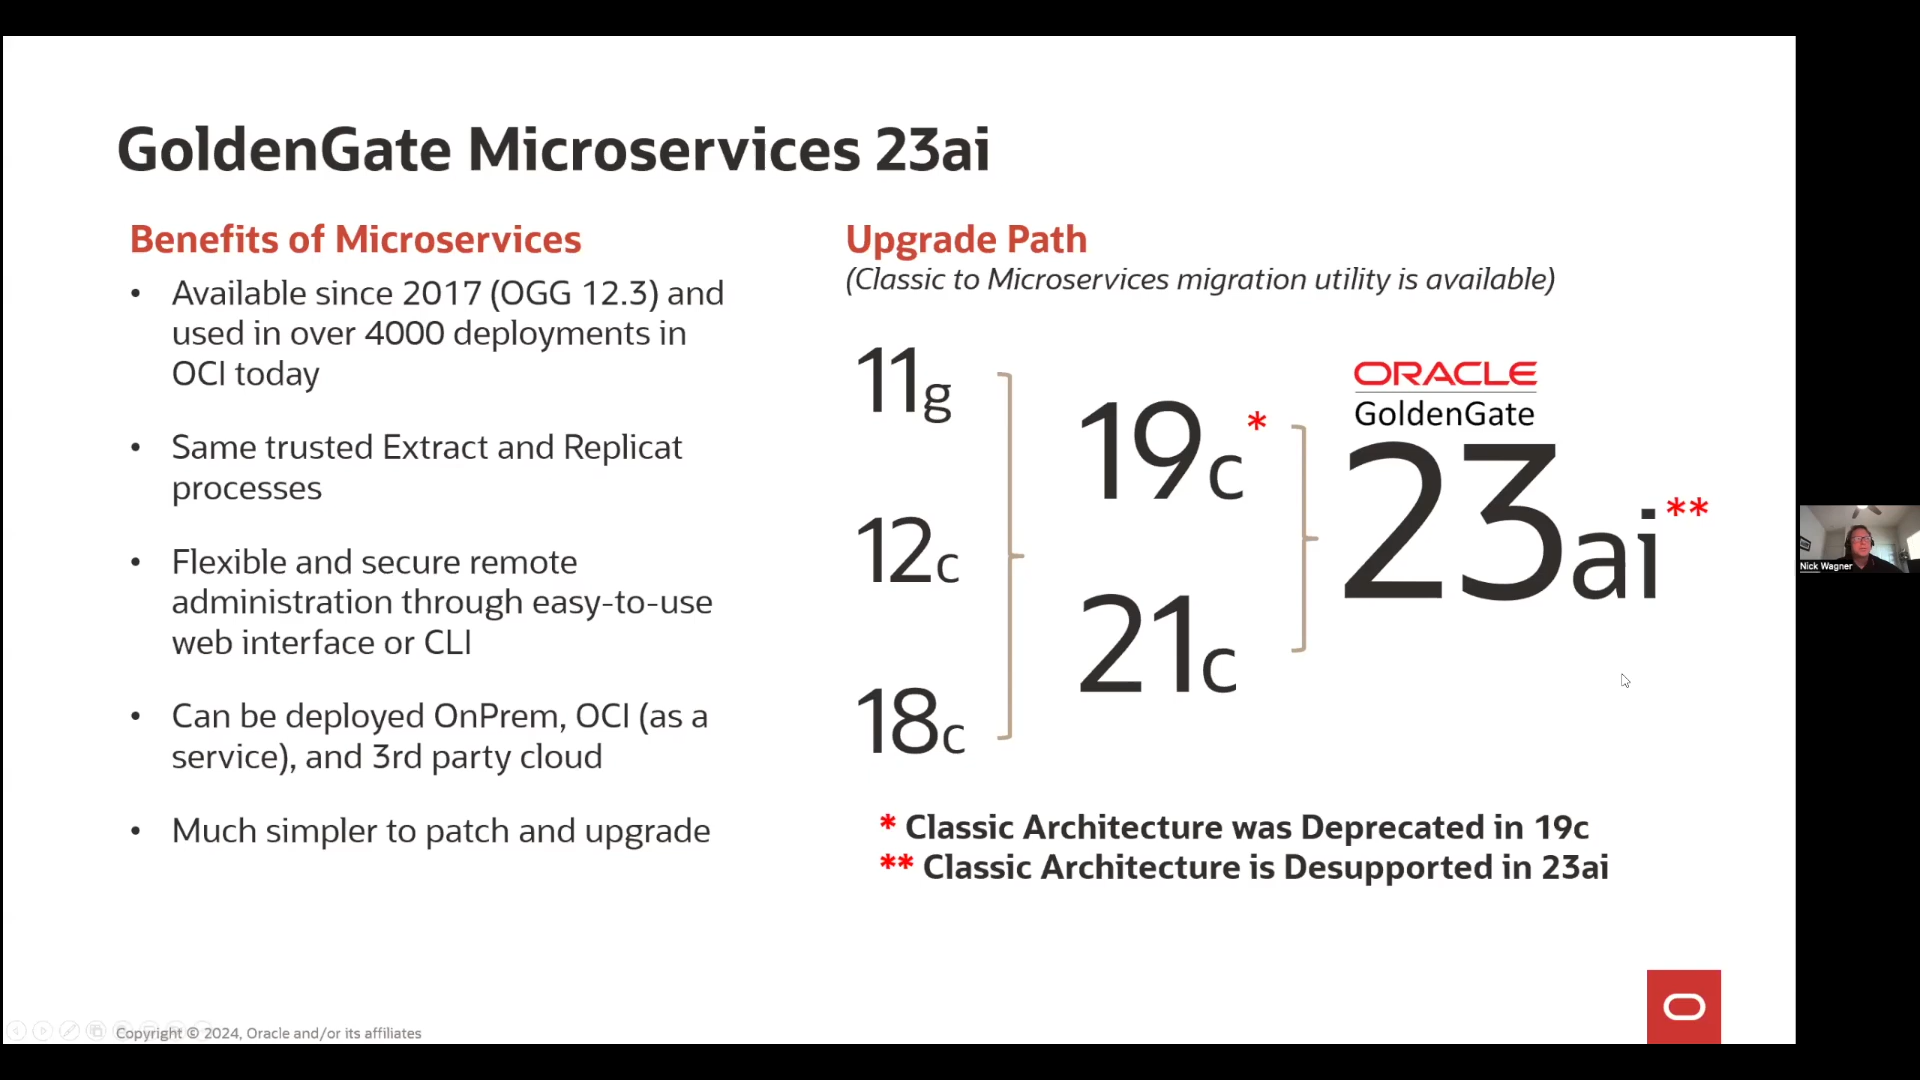 GoldenGate Microservices 23ai
Benefits of Microservices
• Available since 2017 (OGG 12.3) and
used in over 4000 deployments in
OCI today
• Same trusted Extract and Replicat
processes
• Flexible and secure remote
administration through easy-to-use
web interface or CLI
• Can be deployed OnPrem, OCI (as a
service), and 3rd party cloud
• Much simpler to patch and upgrade
Upgrade Path
(Classic to Microservices migration utility is available)
11g
12c
18c
19c*
21c
ORACLE
GoldenGate
23ai**
* Classic Architecture was Deprecated in 19c
** Classic Architecture is Desupported in 23ai
Nick Wagner
Copyright © 2024, Oracle and/or its affiliates